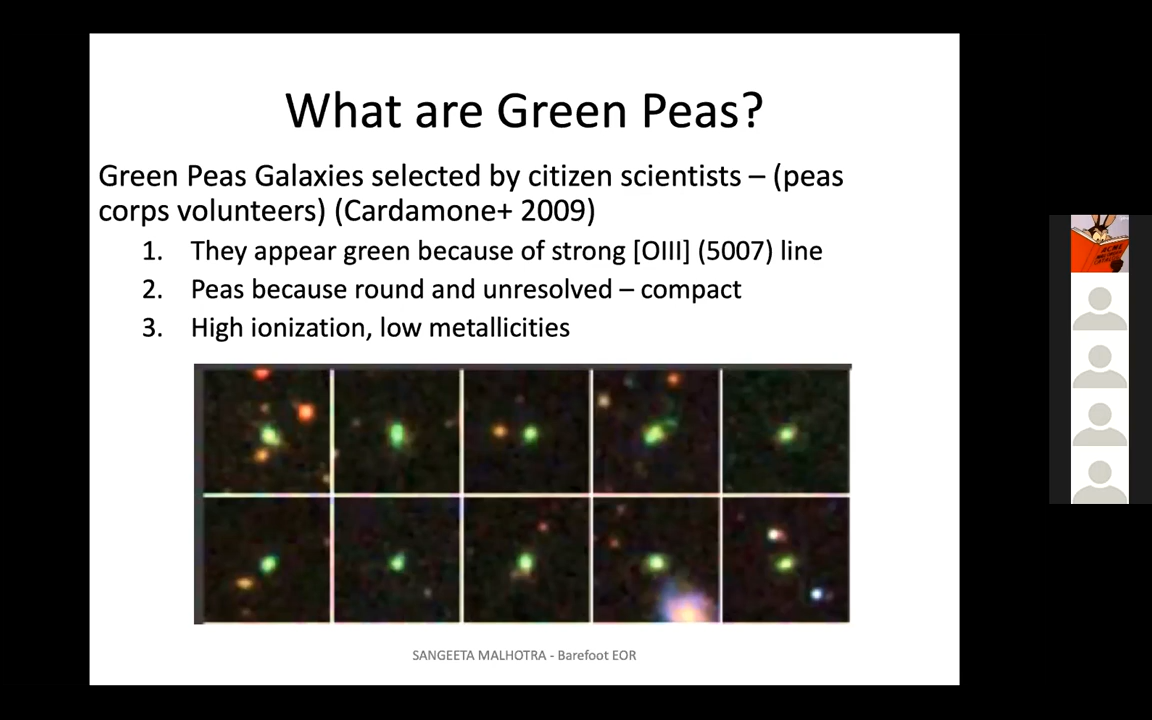 What are Green Peas?
Green Peas Galaxies selected by citizen scientists – (peas
corps volunteers) (Cardamone+ 2009)
1. They appear green because of strong [OIII] (5007) line
2. Peas because round and unresolved – compact
3. High ionization, low metallicities
SANGEETA MALHOTRA - Barefoot EOR
ACME